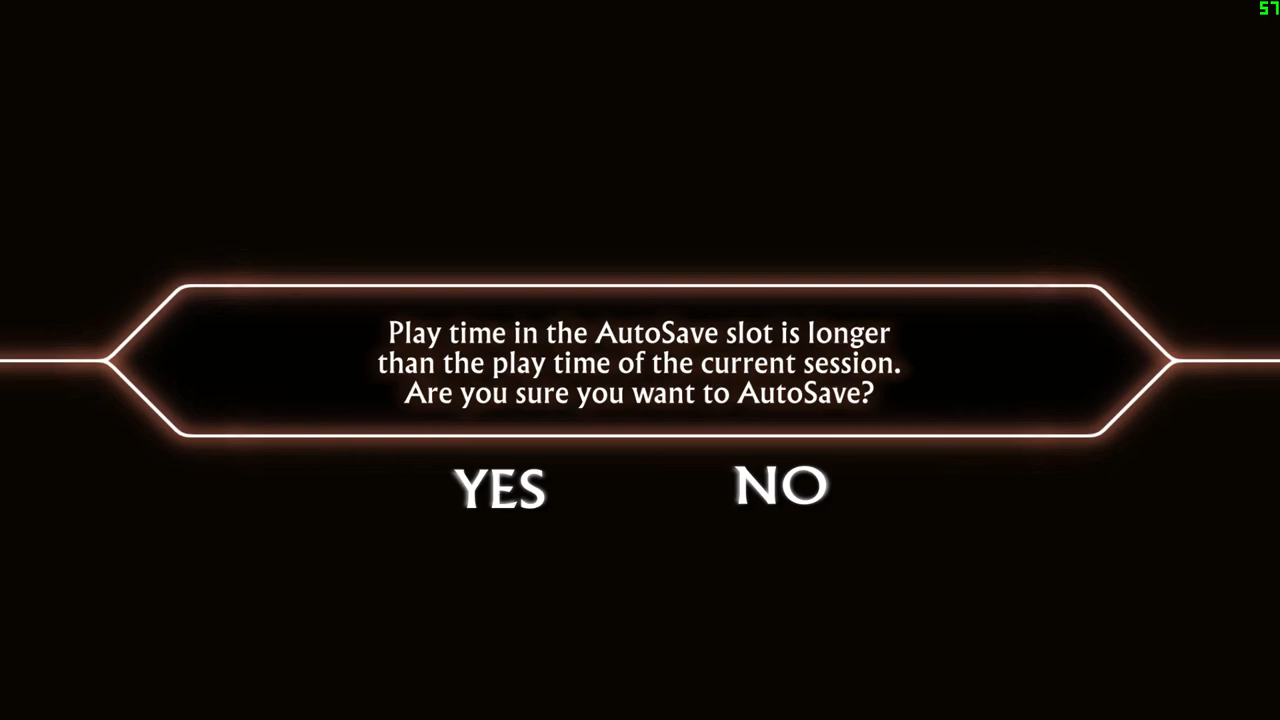 57
Play time in the AutoSave slot is longer
than the play time of the current session.
Are you sure you want to AutoSave?
YES NO